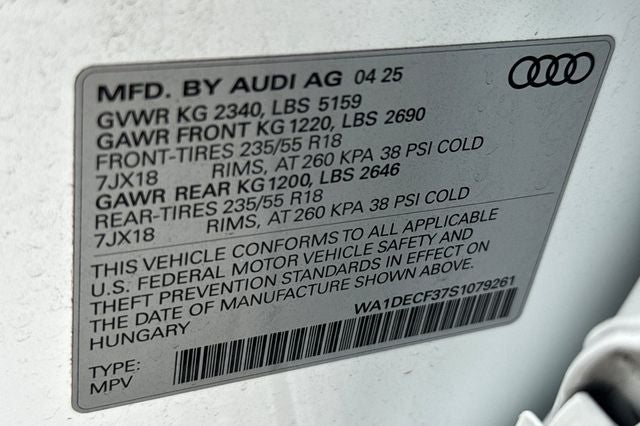 MFD. BY AUDI AG 04 25
GVWR KG 2340, LBS 5159
GAWR FRONT KG 1220, LBS 2690
FRONT-TIRES 235/55 R18
7JX18 RIMS, AT 260 KPA 38 PSI COLD
GAWR REAR KG 1200, LBS 2646
REAR-TIRES 235/55 R18
7JX18 RIMS, AT 260 KPA 38 PSI COLD
THIS VEHICLE CONFORMS TO ALL APPLICABLE
U.S. FEDERAL MOTOR VEHICLE SAFETY AND
THEFT PREVENTION STANDARDS IN EFFECT ON
THE DATE OF MANUFACTURE SHOWN ABOVE.
HUNGARY WA1DECF37S1079261
TYPE:
MPV